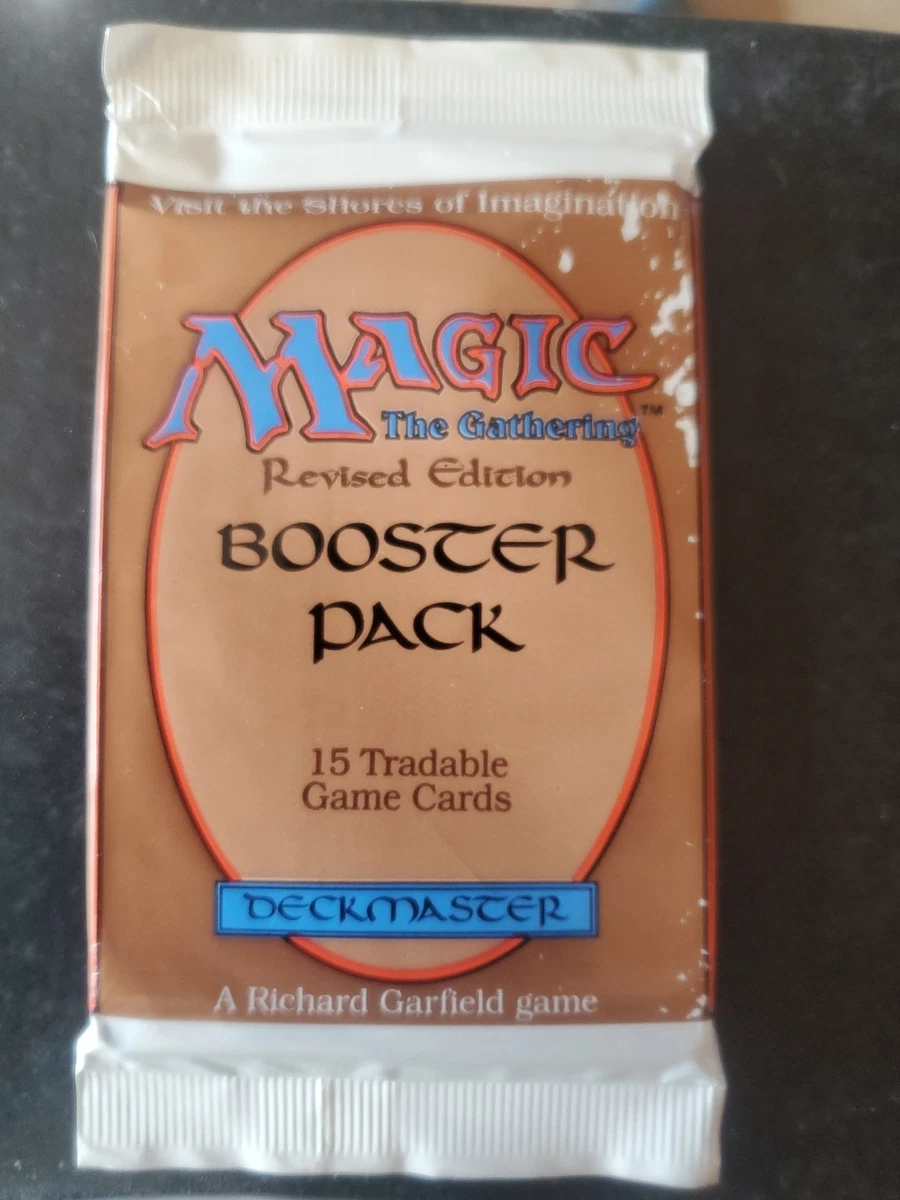 Visit the Shores of Imagination
MAGIC
The Gathering™
Revised Edition
BOOSTER
PACK
15 Tradable
Game Cards
DECKMASTER
A Richard Garfield game